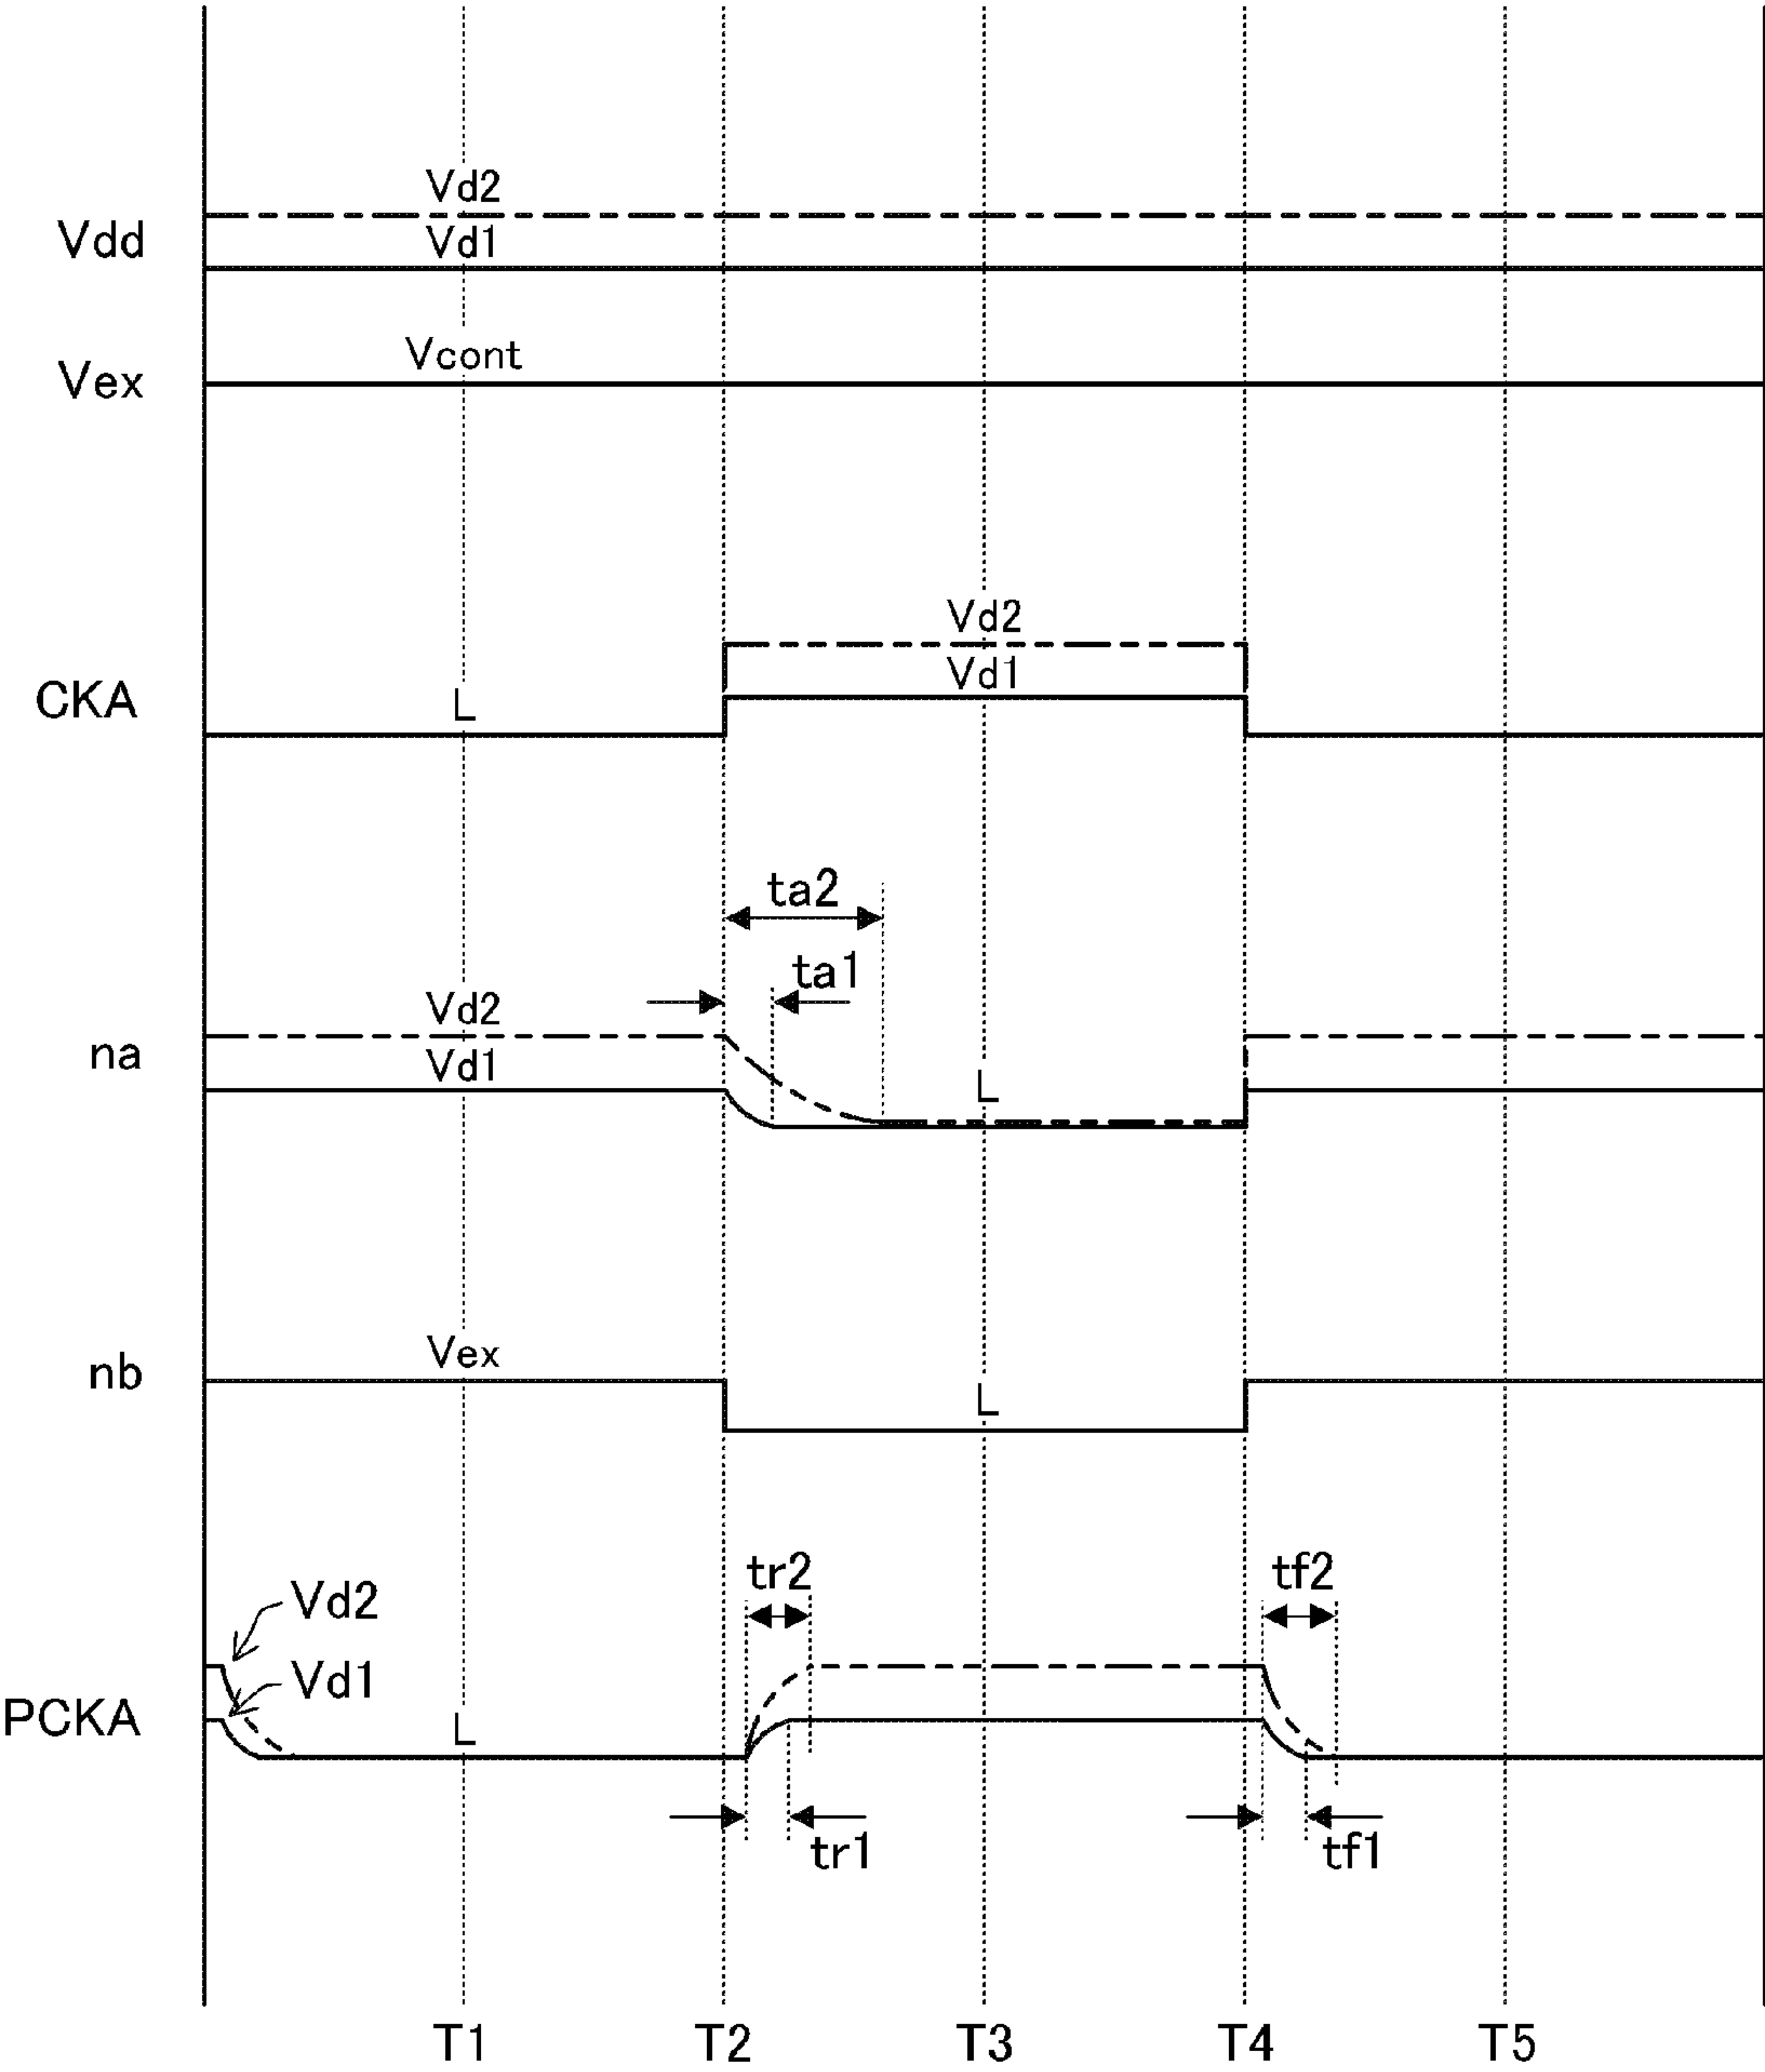 Vd2
Vdd
Vd1
Vcont
Vex
Vd2
Vd1
CKA
L
ta2
ta1
Vd2
na
Vd1
L
Vex
nb
L
tr2
tf2
Vd2
Vd1
PCKA
L
tr1
tf1
T1 T2 T3 T4 T5